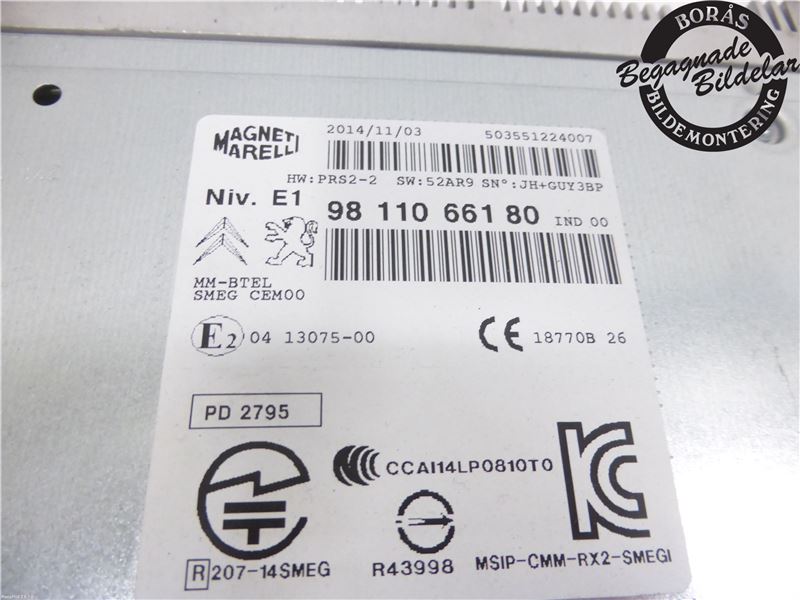 BORÅS
Begagnade
Bildelar
BILDEMONTERING
MAGNETI
MARELLI
2014/11/03 503551224007
HW:PRS2-2 SW:52AR9 SN°:JH+GUY3BP
Niv. E1 98 110 661 80 IND 00
MM-BTEL
SMEG CEM00
E2 04 13075-00 CE 18770B 26
PD 2795
CCAI14LP0810T0
R 207-14SMEG R43998 MSIP-CMM-RX2-SMEGI